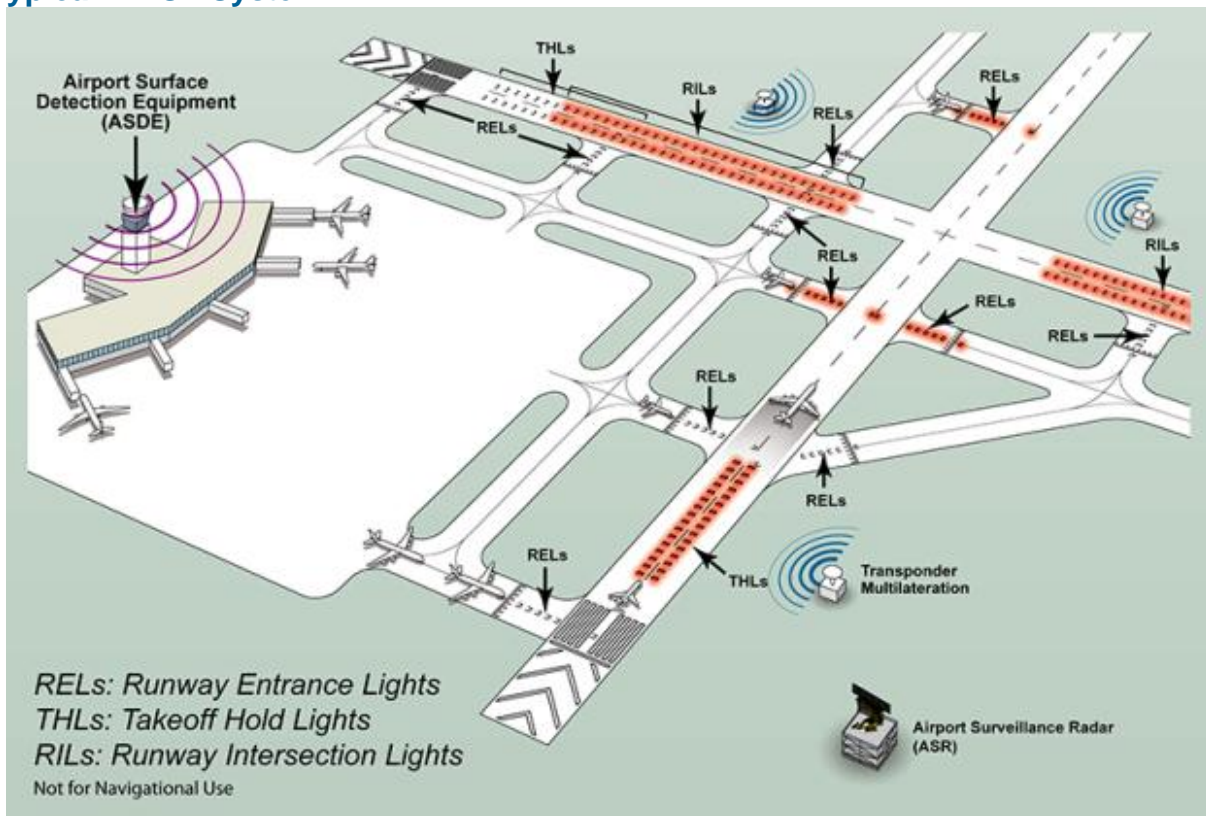 Airport Surface
Detection Equipment
(ASDE)
THLs
RILs
RELs
RELs
RELs
RELs
RILs
RELs
RELs
RELs
RELs
RELs
THLs
RELs
Transponder
Multilateration
RELs: Runway Entrance Lights
THLs: Takeoff Hold Lights
RILs: Runway Intersection Lights
Not for Navigational Use
Airport Surveillance Radar
(ASR)